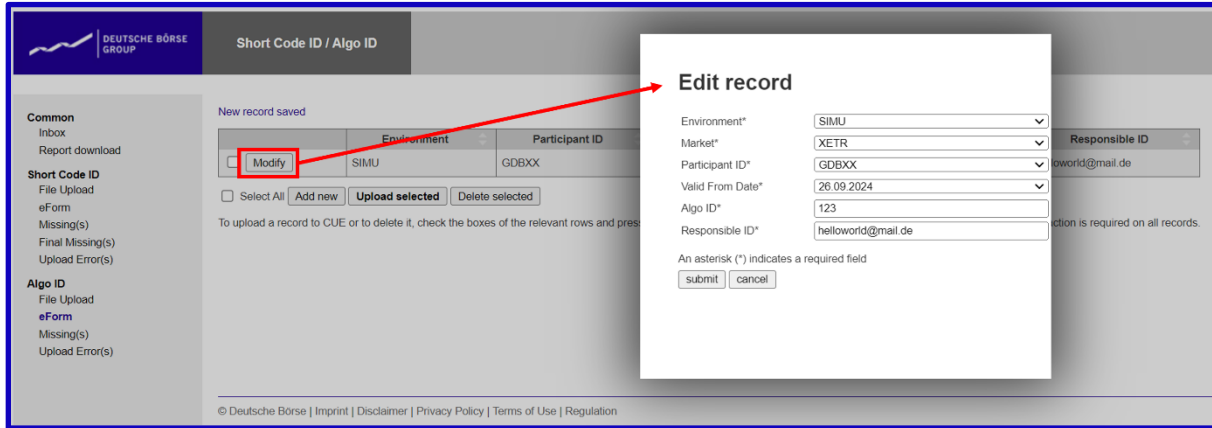 DEUTSCHE BÖRSE
GROUP
Short Code ID / Algo ID
Common
Inbox
Report download
Short Code ID
File Upload
eForm
Missing(s)
Final Missing(s)
Upload Error(s)
Algo ID
File Upload
eForm
Missing(s)
Upload Error(s)
New record saved
Environment Participant ID Responsible ID
Modify SIMU GDBXX loworld@mail.de
Select All Add new Upload selected Delete selected
To upload a record to CUE or to delete it, check the boxes of the relevant rows and pres ction is required on all records.
Edit record
Environment* SIMU
Market* XETR
Participant ID* GDBXX
Valid From Date* 26.09.2024
Algo ID* 123
Responsible ID* helloworld@mail.de
An asterisk (*) indicates a required field
submit cancel
© Deutsche Börse | Imprint | Disclaimer | Privacy Policy | Terms of Use | Regulation